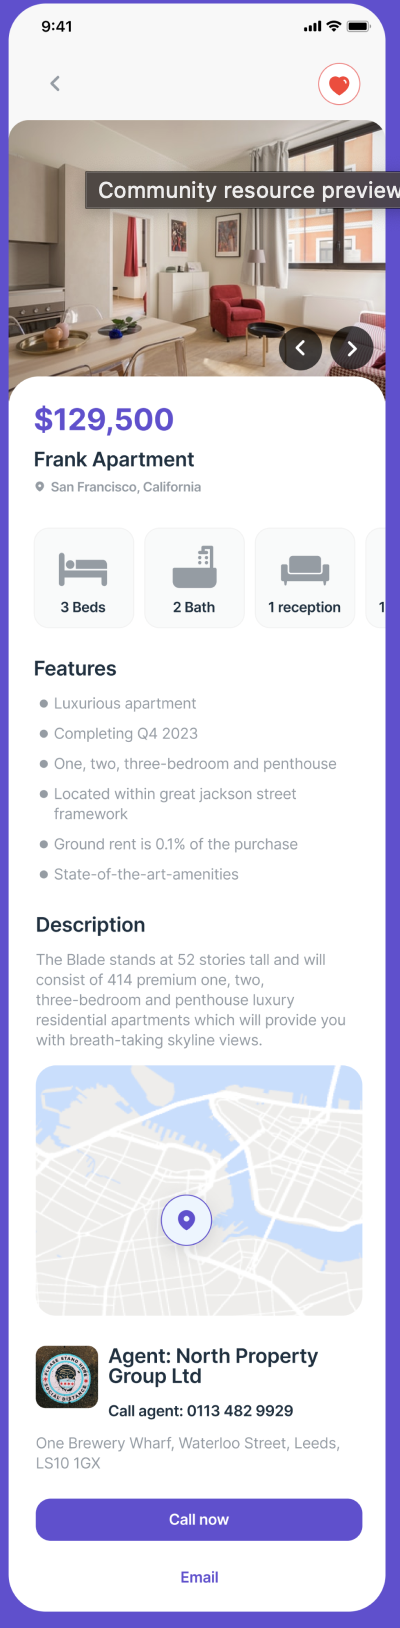 9:41
Community resource preview
$129,500
Frank Apartment
San Francisco, California
3 Beds
2 Bath
1 reception
1
Features
Luxurious apartment
Completing Q4 2023
One, two, three-bedroom and penthouse
Located within great jackson street
framework
Ground rent is 0.1% of the purchase
State-of-the-art-amenities
Description
The Blade stands at 52 stories tall and will
consist of 414 premium one, two,
three-bedroom and penthouse luxury
residential apartments which will provide you
with breath-taking skyline views.
PLEASE STAND HERE
SOCIAL DISTANCE
Agent: North Property
Group Ltd
Call agent: 0113 482 9929
One Brewery Wharf, Waterloo Street, Leeds,
LS10 1GX
Call now
Email